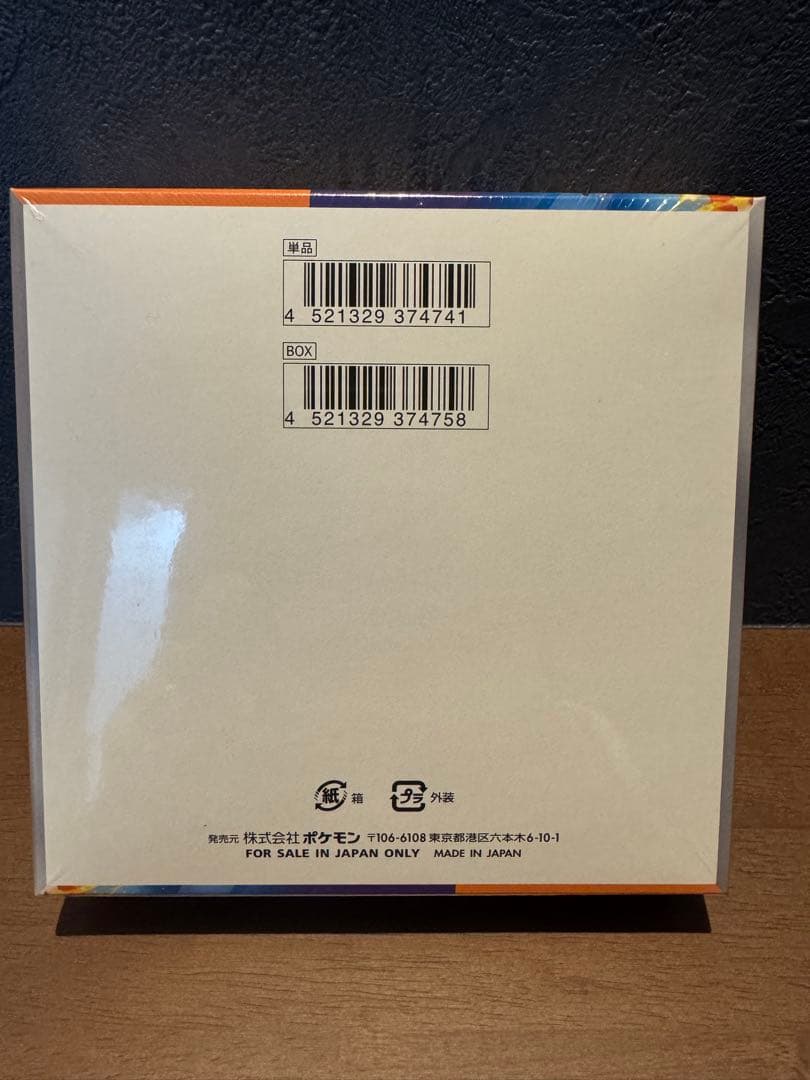 単品
4 521329 374741
BOX
4 521329 374758
紙 箱 プラ 外装
発売元 株式会社 ポケモン 〒106-6108 東京都港区六本木6-10-1
FOR SALE IN JAPAN ONLY MADE IN JAPAN